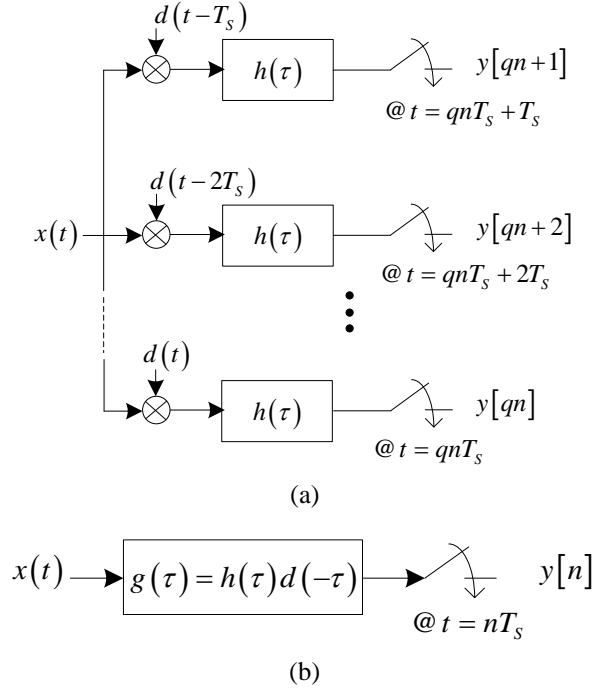 d(t−T_S)
h(τ)
y[qn+1]
@ t = qnT_S + T_S
d(t−2T_S)
x(t)
h(τ)
y[qn+2]
@ t = qnT_S + 2T_S
d(t)
h(τ)
y[qn]
@ t = qnT_S
(a)
x(t)
g(τ) = h(τ)d(−τ)
y[n]
@ t = nT_S
(b)